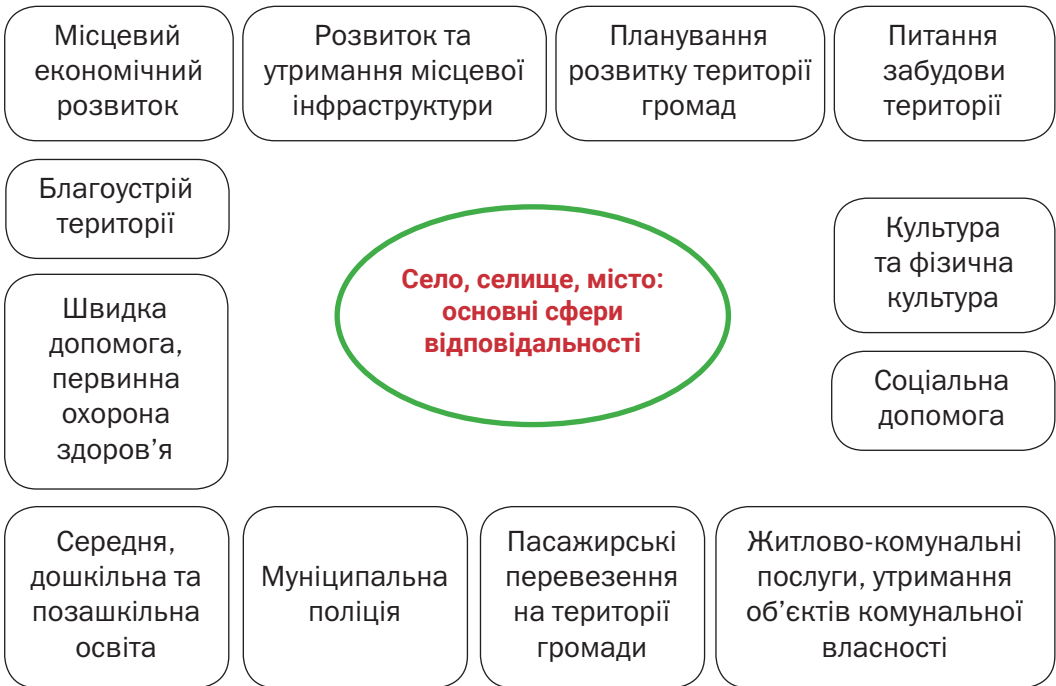 Місцевий
економічний
розвиток
Розвиток та
утримання місцевої
інфраструктури
Планування
розвитку території
громад
Питання
забудови
території
Благоустрій
території
Село, селище, місто:
основні сфери
відповідальності
Культура
та фізична
культура
Швидка
допомога,
первинна
охорона
здоров’я
Соціальна
допомога
Середня,
дошкільна та
позашкільна
освіта
Муніципальна
поліція
Пасажирські
перевезення
на території
громади
Житлово-комунальні
послуги, утримання
об’єктів комунальної
власності